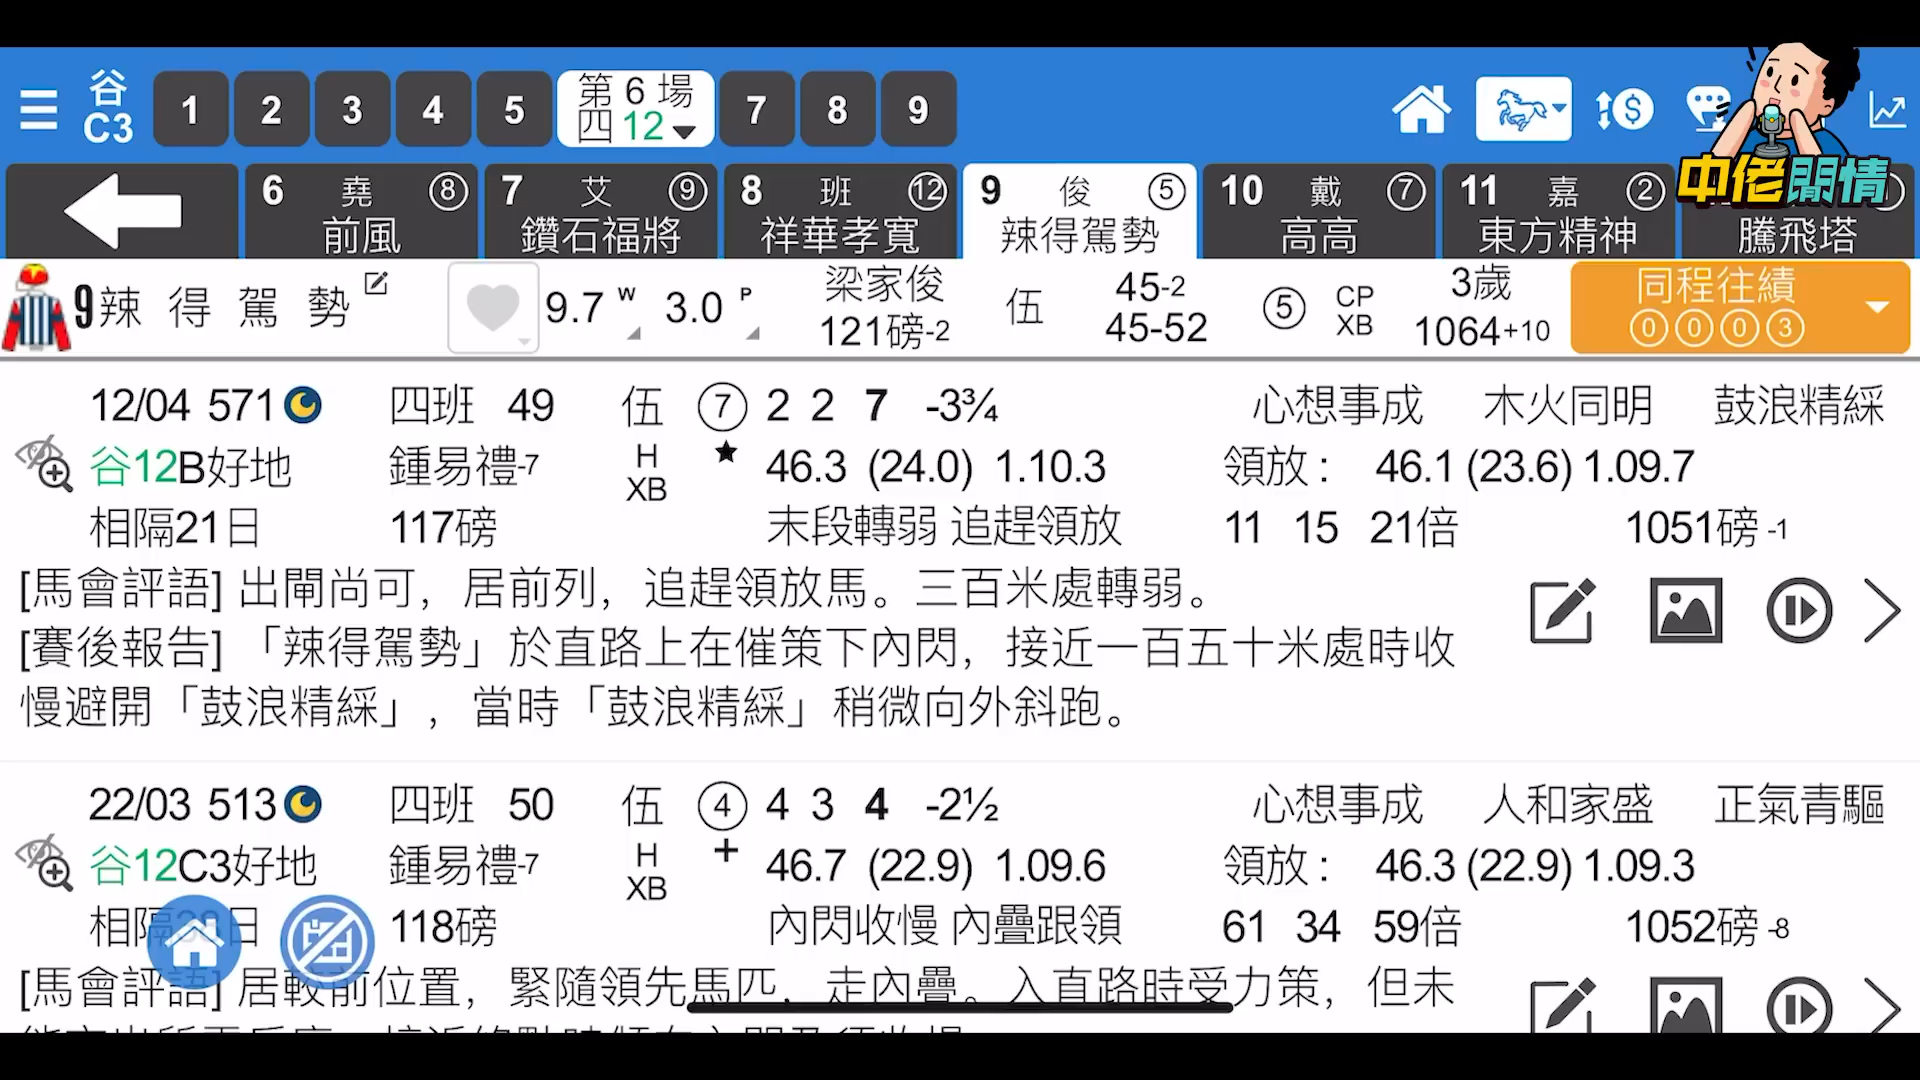 谷 C3 1 2 3 4 5 第 6 場 四 12 7 8 9
中佬閒情
6 堯 ⑧ 前風
7 艾 ⑨ 鑽石福將
8 班 ⑫ 祥華孝寬
9 俊 ⑤ 辣得駕勢
10 戴 ⑦ 高高
11 嘉 ② 東方精神
騰飛塔
9 辣得駕勢 9.7 W 3.0 P 梁家俊 121磅-2 伍 45-2 45-52 ⑤ CP XB 3歲 1064+10 同程往績 ⓪⓪⓪③
12/04 571 四班 49 伍 ⑦ 2 2 7 -3¾ 心想事成 木火同明 鼓浪精綵
谷12B好地 鍾易禮-7 H XB ★ 46.3 (24.0) 1.10.3 領放： 46.1 (23.6) 1.09.7
相隔21日 117磅 末段轉弱 追趕領放 11 15 21倍 1051磅 -1
[馬會評語] 出閘尚可，居前列，追趕領放馬。三百米處轉弱。
[賽後報告] 「辣得駕勢」於直路上在催策下內閃，接近一百五十米處時收
慢避開「鼓浪精綵」，當時「鼓浪精綵」稍微向外斜跑。
22/03 513 四班 50 伍 ④ 4 3 4 -2½ 心想事成 人和家盛 正氣青驅
谷12C3好地 鍾易禮-7 H XB + 46.7 (22.9) 1.09.6 領放： 46.3 (22.9) 1.09.3
相隔 日 118磅 內閃收慢 內疊跟領 61 34 59倍 1052磅 -8
[馬會評語] 居較前位置，緊隨領先馬匹，走內疊。入直路時受力策，但未